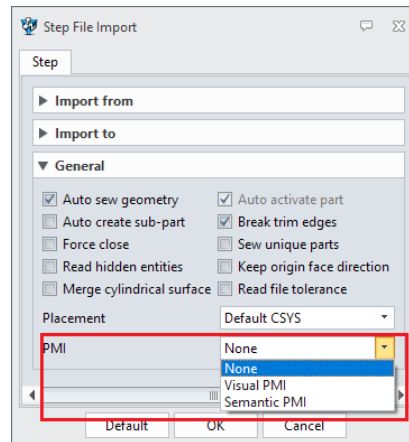 Step File Import
Step
Import from
Import to
General
Auto sew geometry Auto activate part
Auto create sub-part Break trim edges
Force close Sew unique parts
Read hidden entities Keep origin face direction
Merge cylindrical surface Read file tolerance
Placement Default CSYS
PMI None
None
Visual PMI
Semantic PMI
Default OK Cancel